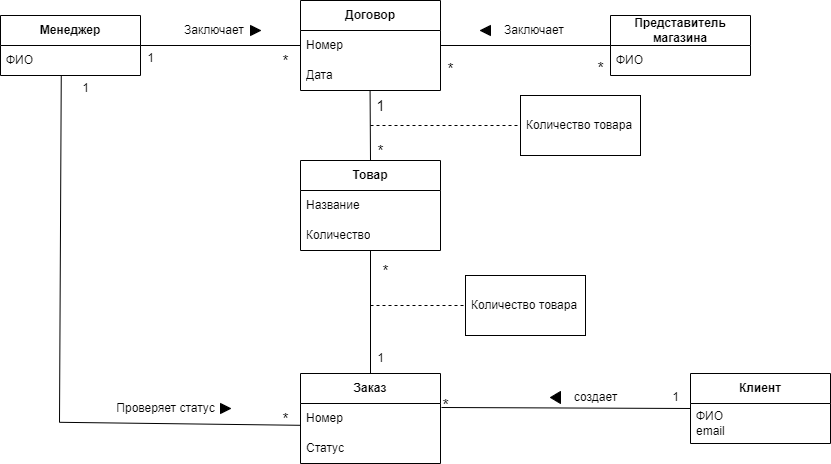 Менеджер
ФИО
1
1
Заключает
*
Договор
Номер
Дата
1
Заключает
*
*
Представитель
магазина
ФИО
Количество товара
*
Товар
Название
Количество
*
Количество товара
1
Проверяет статус
*
Заказ
Номер
Статус
*
создает
1
Клиент
ФИО
email